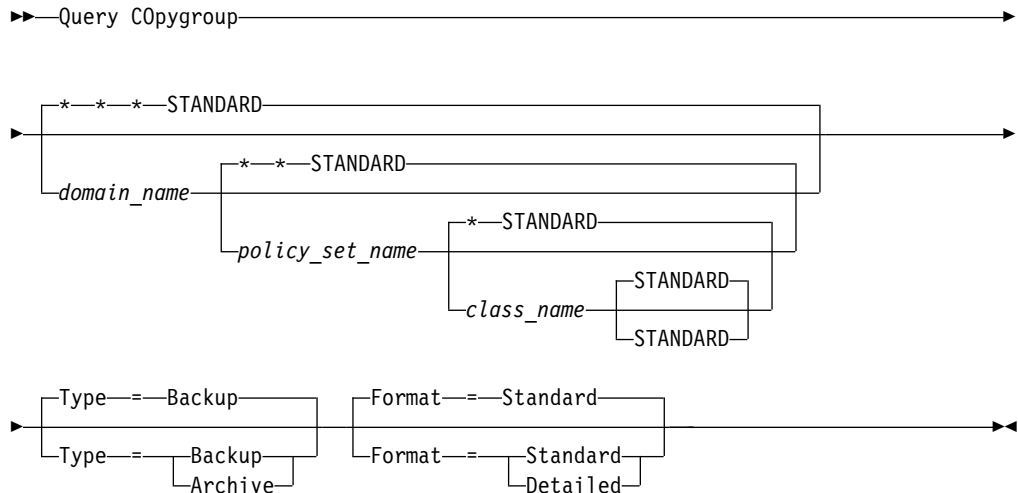 Query COpygroup
* * * STANDARD
* * STANDARD
domain_name
* STANDARD
policy_set_name
STANDARD
class_name
STANDARD
Type = Backup Format = Standard
Type = Backup Format = Standard
Archive Detailed